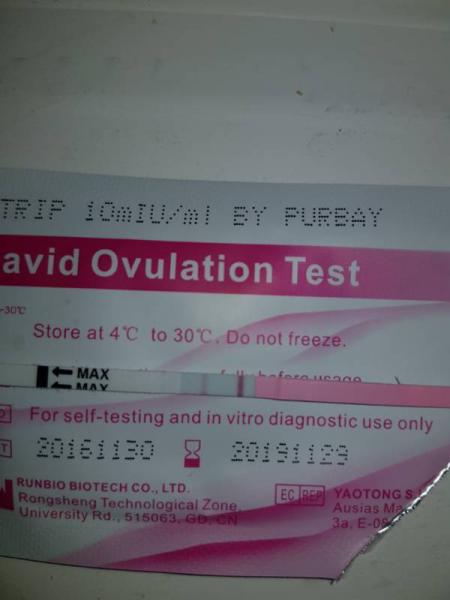 TRIP 10mIU/ml BY PURBAY
avid Ovulation Test
-30℃
Store at 4℃ to 30℃. Do not freeze.
MAX
MAX
before usage
For self-testing and in vitro diagnostic use only
20161130 20191129
RUNBIO BIOTECH CO., LTD.
Rongsheng Technological Zone,
University Rd., 515063, GD, CN
EC REP
YAOTONG S
Ausias Ma
3a, E-0